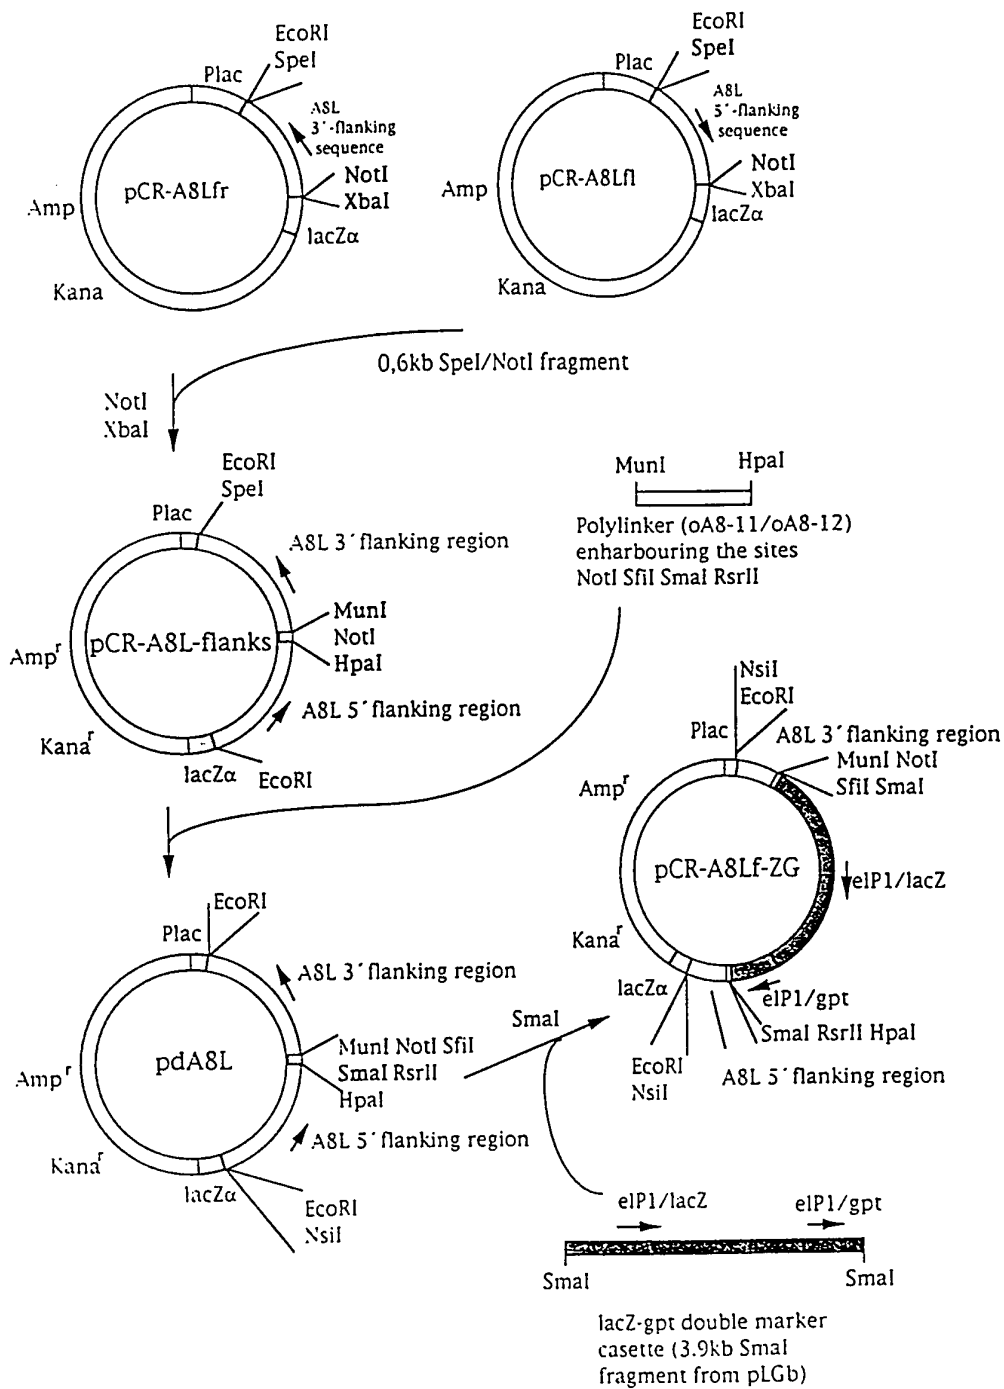 EcoRI
SpeI
Plac
A8L
3´-flanking
sequence
pCR-A8Lfr
NotI
XbaI
Amp
lacZα
Kana
EcoRI
SpeI
Plac
A8L
5´-flanking
sequence
pCR-A8Lfl
NotI
XbaI
Amp
lacZα
Kana
0,6kb SpeI/NotI fragment
NotI
XbaI
EcoRI
SpeI
Plac
A8L 3´flanking region
MunI
NotI
HpaI
pCR-A8L-flanks
Ampʳ
A8L 5´flanking region
Kanaʳ
lacZα
EcoRI
MunI HpaI
Polylinker (oA8-11/oA8-12)
enharbouring the sites
NotI SfiI SmaI RsrII
NsiI
EcoRI
Plac
A8L 3´flanking region
MunI NotI
SfiI SmaI
Ampʳ
pCR-A8Lf-ZG
elP1/lacZ
Kanaʳ
lacZα
elP1/gpt
SmaI RsrII HpaI
EcoRI
NsiI
A8L 5´flanking region
EcoRI
Plac
A8L 3´flanking region
MunI NotI SfiI
SmaI RsrII
HpaI
pdA8L
Ampʳ
A8L 5´flanking region
Kanaʳ
lacZα
EcoRI
NsiI
SmaI
elP1/lacZ elP1/gpt
SmaI SmaI
lacZ-gpt double marker
casette (3.9kb SmaI
fragment from pLGb)